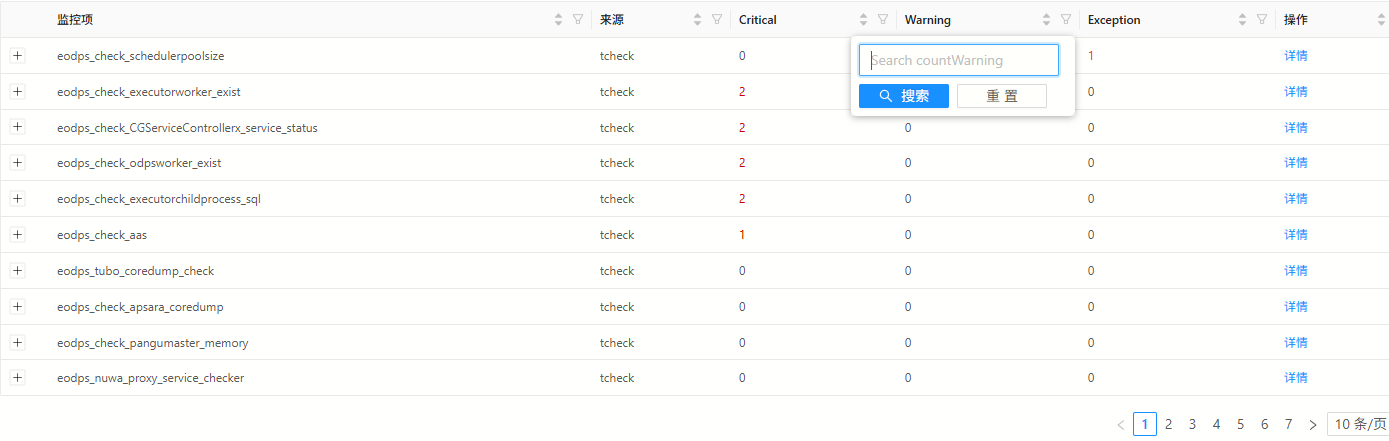 监控项 来源 Critical Warning Exception 操作
eodps_check_schedulerpoolsize tcheck 0 1 详情
Search countWarning
搜索 重 置
eodps_check_executorworker_exist tcheck 2 0 详情
eodps_check_CGServiceControllerx_service_status tcheck 2 0 0 详情
eodps_check_odpsworker_exist tcheck 2 0 0 详情
eodps_check_executorchildprocess_sql tcheck 2 0 0 详情
eodps_check_aas tcheck 1 0 0 详情
eodps_tubo_coredump_check tcheck 0 0 0 详情
eodps_check_apsara_coredump tcheck 0 0 0 详情
eodps_check_pangumaster_memory tcheck 0 0 0 详情
eodps_nuwa_proxy_service_checker tcheck 0 0 0 详情
1 2 3 4 5 6 7 10 条/页